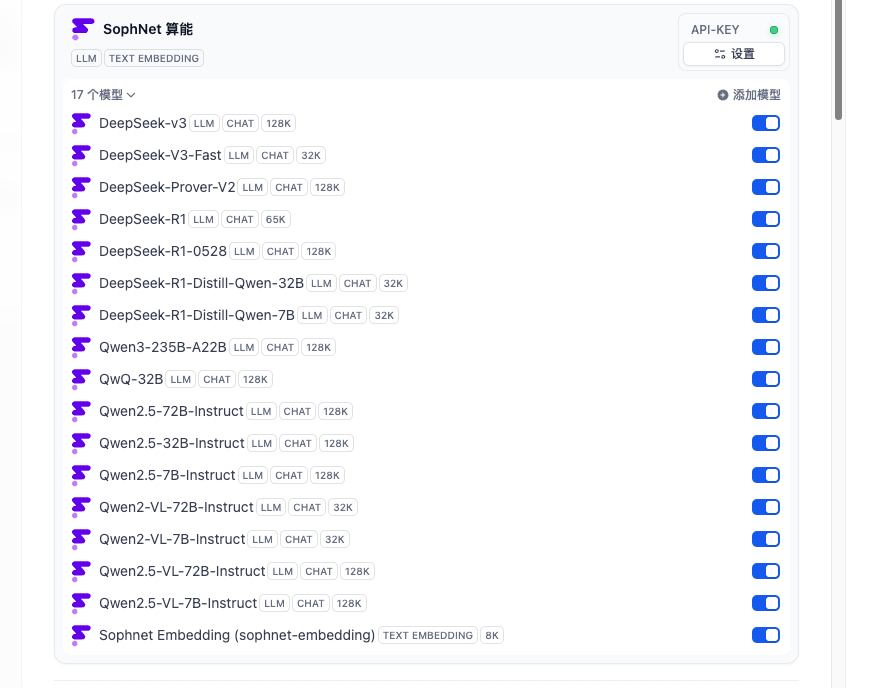 SophNet 算能
API-KEY
LLM TEXT EMBEDDING
设置
17 个模型
添加模型
DeepSeek-v3 LLM CHAT 128K
DeepSeek-V3-Fast LLM CHAT 32K
DeepSeek-Prover-V2 LLM CHAT 128K
DeepSeek-R1 LLM CHAT 65K
DeepSeek-R1-0528 LLM CHAT 128K
DeepSeek-R1-Distill-Qwen-32B LLM CHAT 32K
DeepSeek-R1-Distill-Qwen-7B LLM CHAT 32K
Qwen3-235B-A22B LLM CHAT 128K
QwQ-32B LLM CHAT 128K
Qwen2.5-72B-Instruct LLM CHAT 128K
Qwen2.5-32B-Instruct LLM CHAT 128K
Qwen2.5-7B-Instruct LLM CHAT 128K
Qwen2-VL-72B-Instruct LLM CHAT 32K
Qwen2-VL-7B-Instruct LLM CHAT 32K
Qwen2.5-VL-72B-Instruct LLM CHAT 128K
Qwen2.5-VL-7B-Instruct LLM CHAT 128K
Sophnet Embedding (sophnet-embedding) TEXT EMBEDDING 8K